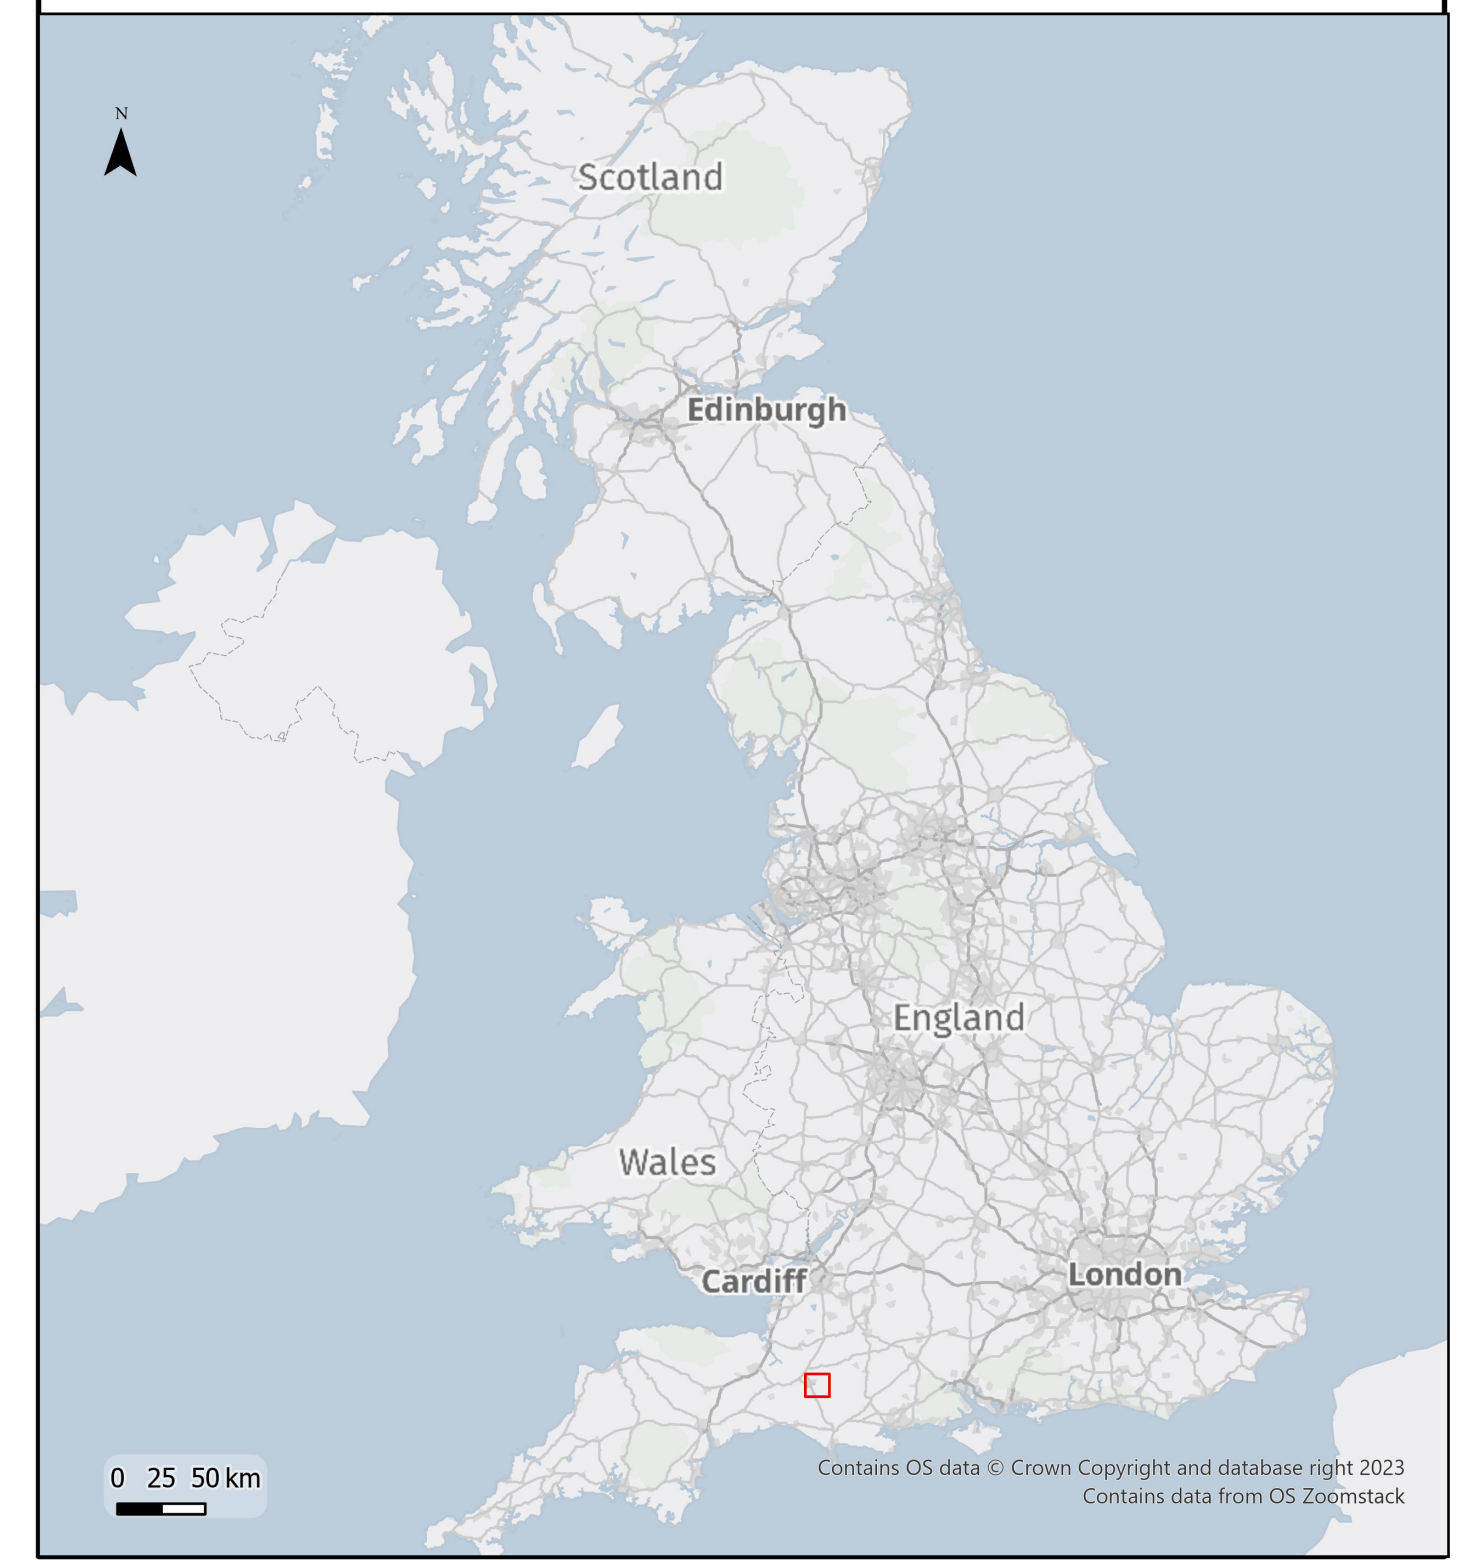 N
Scotland
Edinburgh
England
Wales
Cardiff
London
0 25 50 km
Contains OS data © Crown Copyright and database right 2023
Contains data from OS Zoomstack